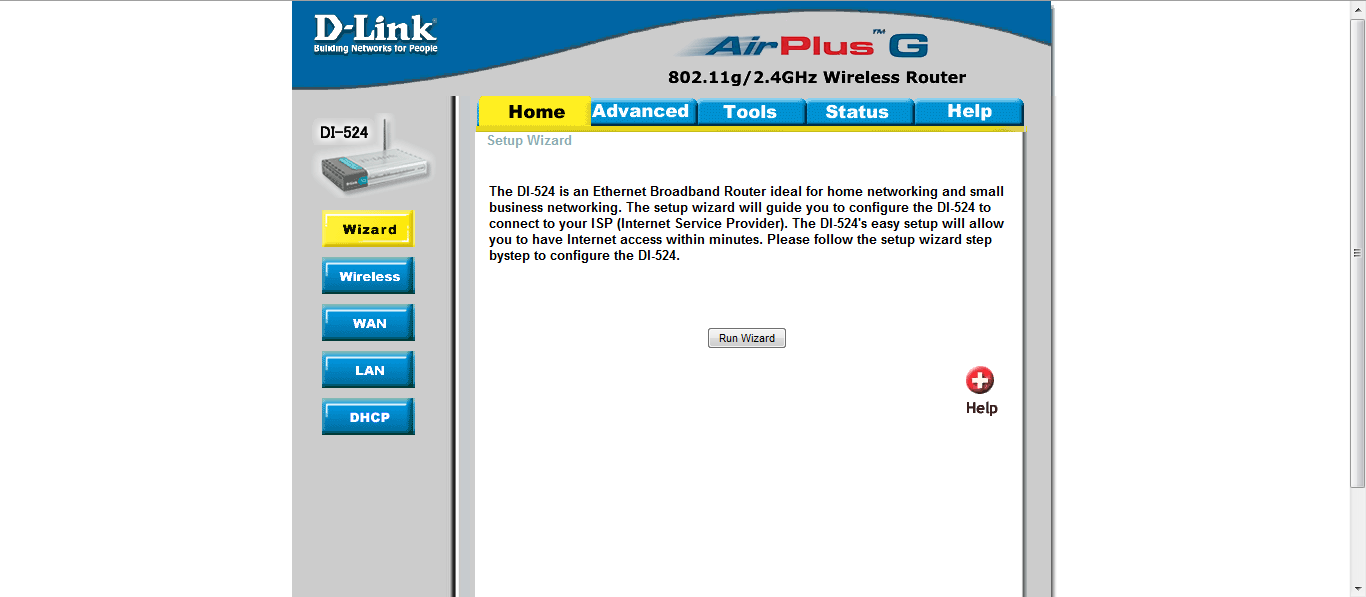 D-Link
Building Networks for People
AirPlus™ G
802.11g/2.4GHz Wireless Router
DI-524
Home Advanced Tools Status Help
Setup Wizard
The DI-524 is an Ethernet Broadband Router ideal for home networking and small
business networking. The setup wizard will guide you to configure the DI-524 to
connect to your ISP (Internet Service Provider). The DI-524's easy setup will allow
you to have Internet access within minutes. Please follow the setup wizard step
bystep to configure the DI-524.
Run Wizard
Help
Wizard
Wireless
WAN
LAN
DHCP